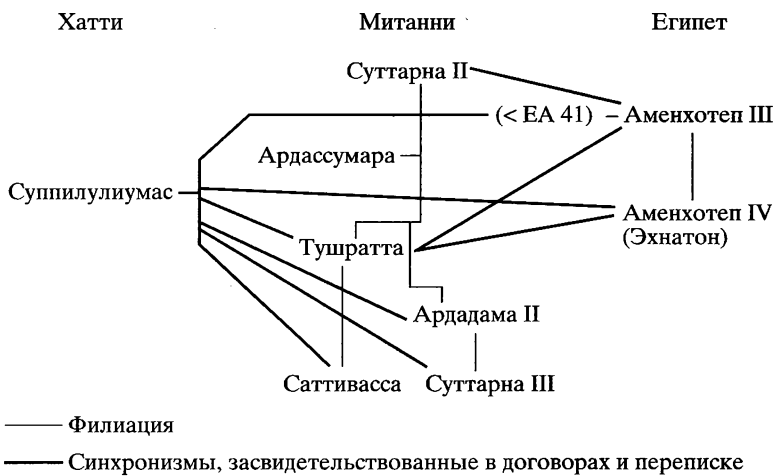 Хатти Митанни Египет
Суттарна II
(< EA 41) – Аменхотеп III
Ардассумара
Суппилулиумас
Аменхотеп IV
(Эхнатон)
Тушратта
Ардадама II
Саттивасса Суттарна III
Филиация
Синхронизмы, засвидетельствованные в договорах и переписке